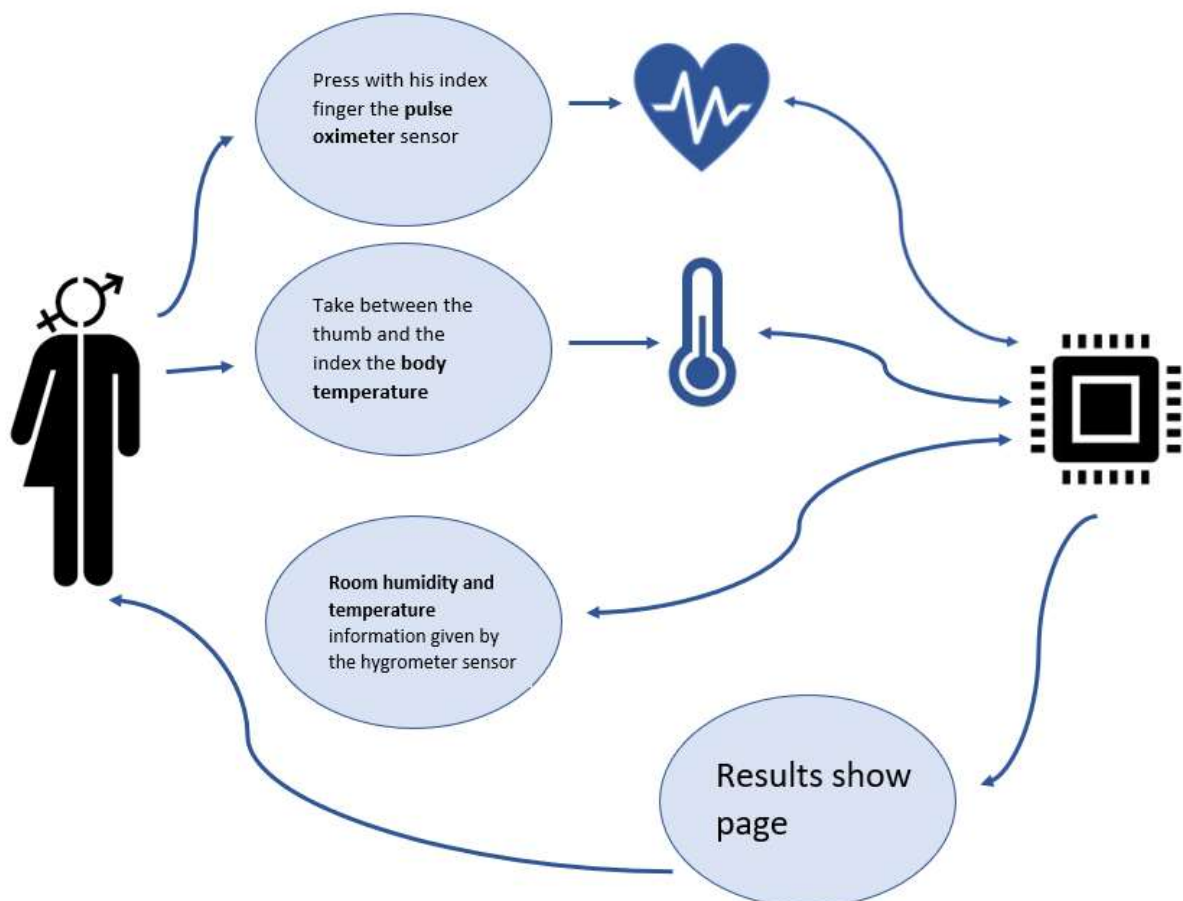 Press with his index
finger the pulse
oximeter sensor
Take between the
thumb and the
index the body
temperature
Room humidity and
temperature
information given by
the hygrometer sensor
Results show
page